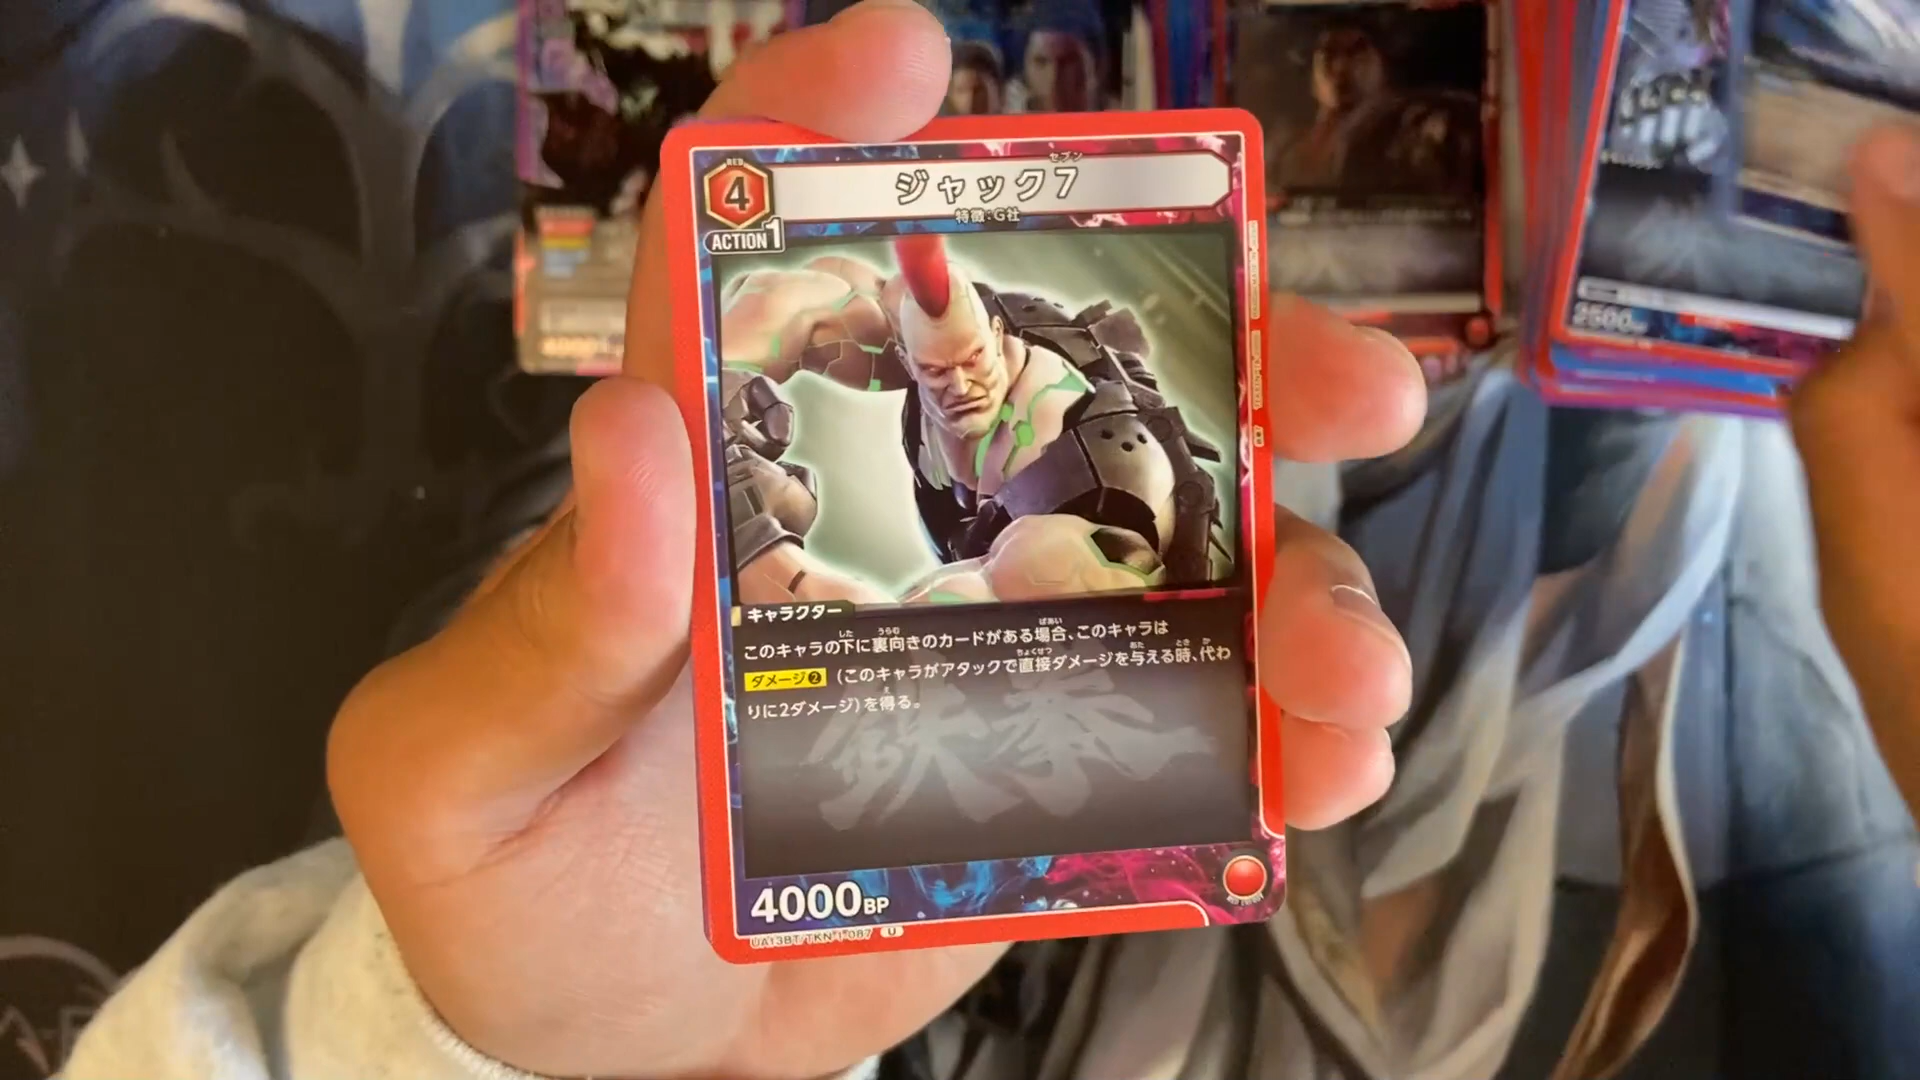 RED
4
セブン
ジャック7
特徴:G社
ACTION1
キャラクター
このキャラの下に裏向きのカードがある場合、このキャラは
ダメージ❷(このキャラがアタックで直接ダメージを与える時、代わ
りに2ダメージ)を得る。
鉄拳
4000BP
RED ENERGY
UA13BT/TKN-1-087 U
2500